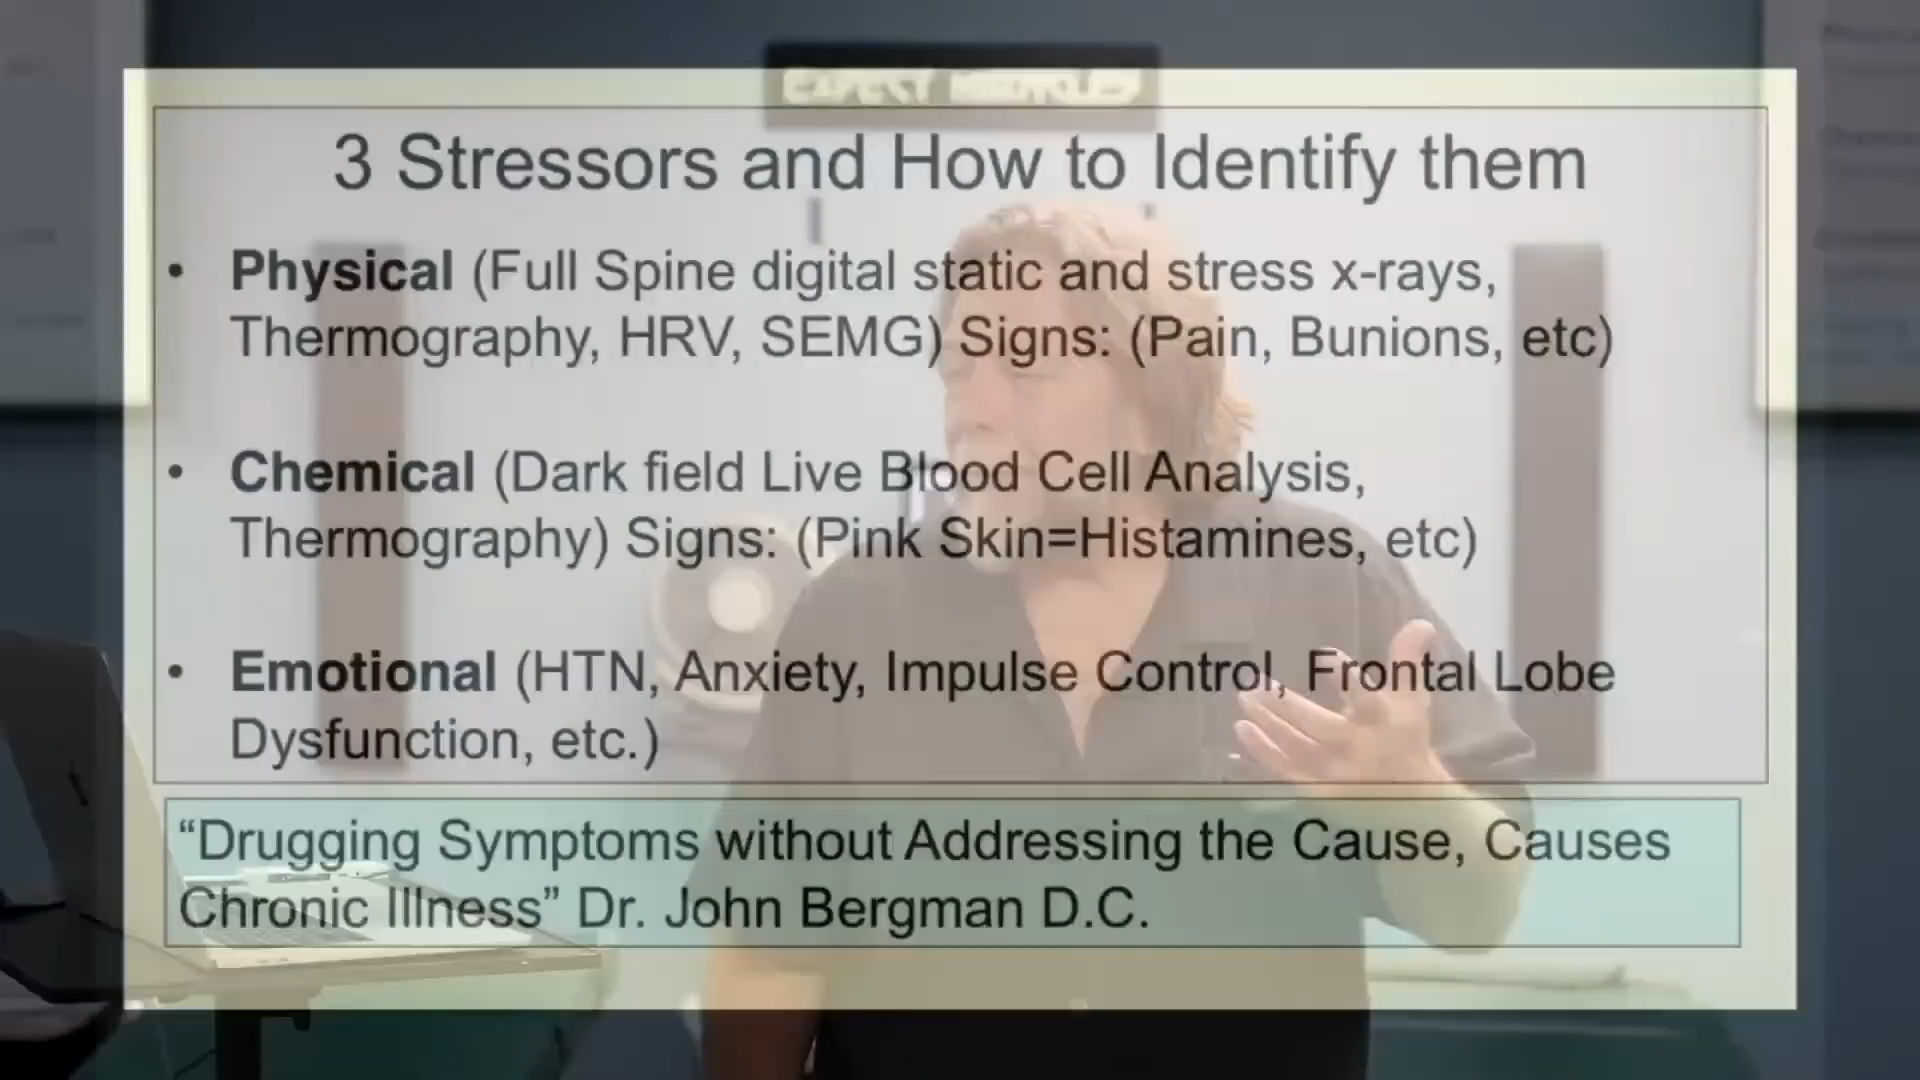 EXPECT MIRACLES
3 Stressors and How to Identify them
• Physical (Full Spine digital static and stress x-rays,
Thermography, HRV, SEMG) Signs: (Pain, Bunions, etc)
• Chemical (Dark field Live Blood Cell Analysis,
Thermography) Signs: (Pink Skin=Histamines, etc)
• Emotional (HTN, Anxiety, Impulse Control, Frontal Lobe
Dysfunction, etc.)
“Drugging Symptoms without Addressing the Cause, Causes
Chronic Illness” Dr. John Bergman D.C.